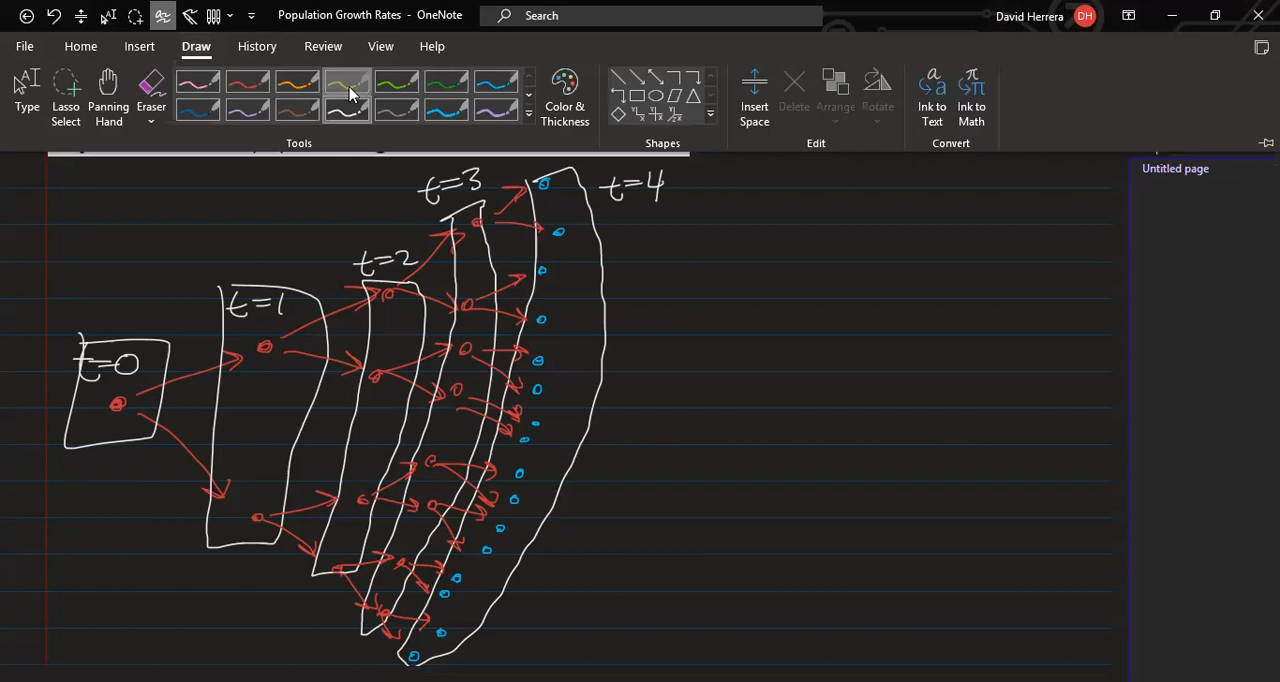 Population Growth Rates - OneNote
Search
David Herrera DH
File Home Insert Draw History Review View Help
Type
Lasso Select
Panning Hand
Eraser
Color & Thickness
Insert Space
Delete
Arrange
Rotate
Ink to Text
Ink to Math
Tools
Shapes
Edit
Convert
Untitled page
t=3
t=4
t=2
t=1
t=0